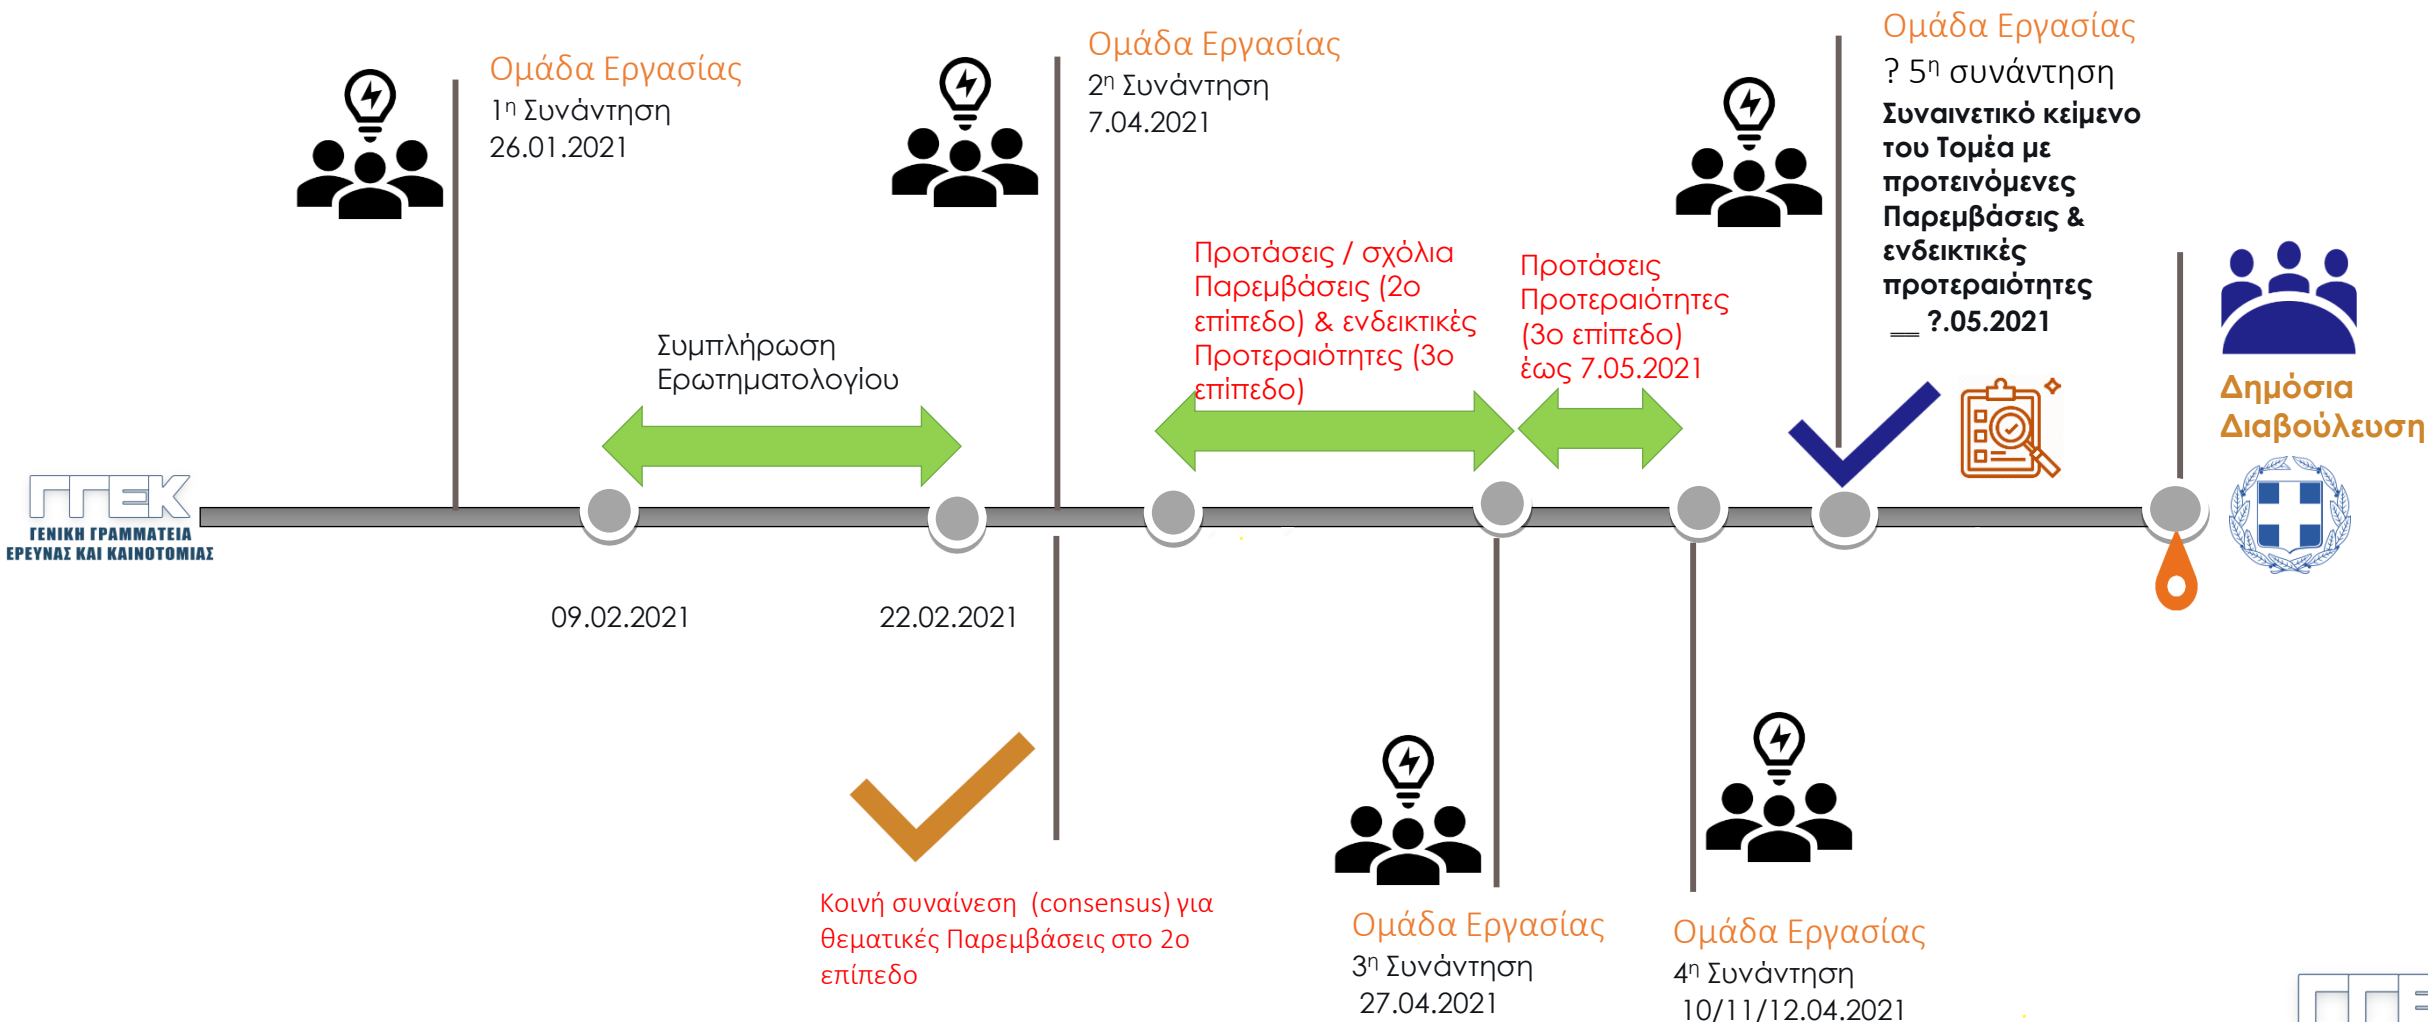 Ομάδα Εργασίας
1η Συνάντηση
26.01.2021
Ομάδα Εργασίας
2η Συνάντηση
7.04.2021
Ομάδα Εργασίας
? 5η συνάντηση
Συναινετικό κείμενο
του Τομέα με
προτεινόμενες
Παρεμβάσεις &
ενδεικτικές
προτεραιότητες
__ ?.05.2021
Συμπλήρωση
Ερωτηματολογίου
Προτάσεις / σχόλια
Παρεμβάσεις (2ο
επίπεδο) & ενδεικτικές
Προτεραιότητες (3ο
επίπεδο)
Προτάσεις
Προτεραιότητες
(3ο επίπεδο)
έως 7.05.2021
Δημόσια
Διαβούλευση
ΓΓΕΚ
ΓΕΝΙΚΗ ΓΡΑΜΜΑΤΕΙΑ
ΕΡΕΥΝΑΣ ΚΑΙ ΚΑΙΝΟΤΟΜΙΑΣ
09.02.2021
22.02.2021
Κοινή συναίνεση (consensus) για
θεματικές Παρεμβάσεις στο 2ο
επίπεδο
Ομάδα Εργασίας
3η Συνάντηση
27.04.2021
Ομάδα Εργασίας
4η Συνάντηση
10/11/12.04.2021